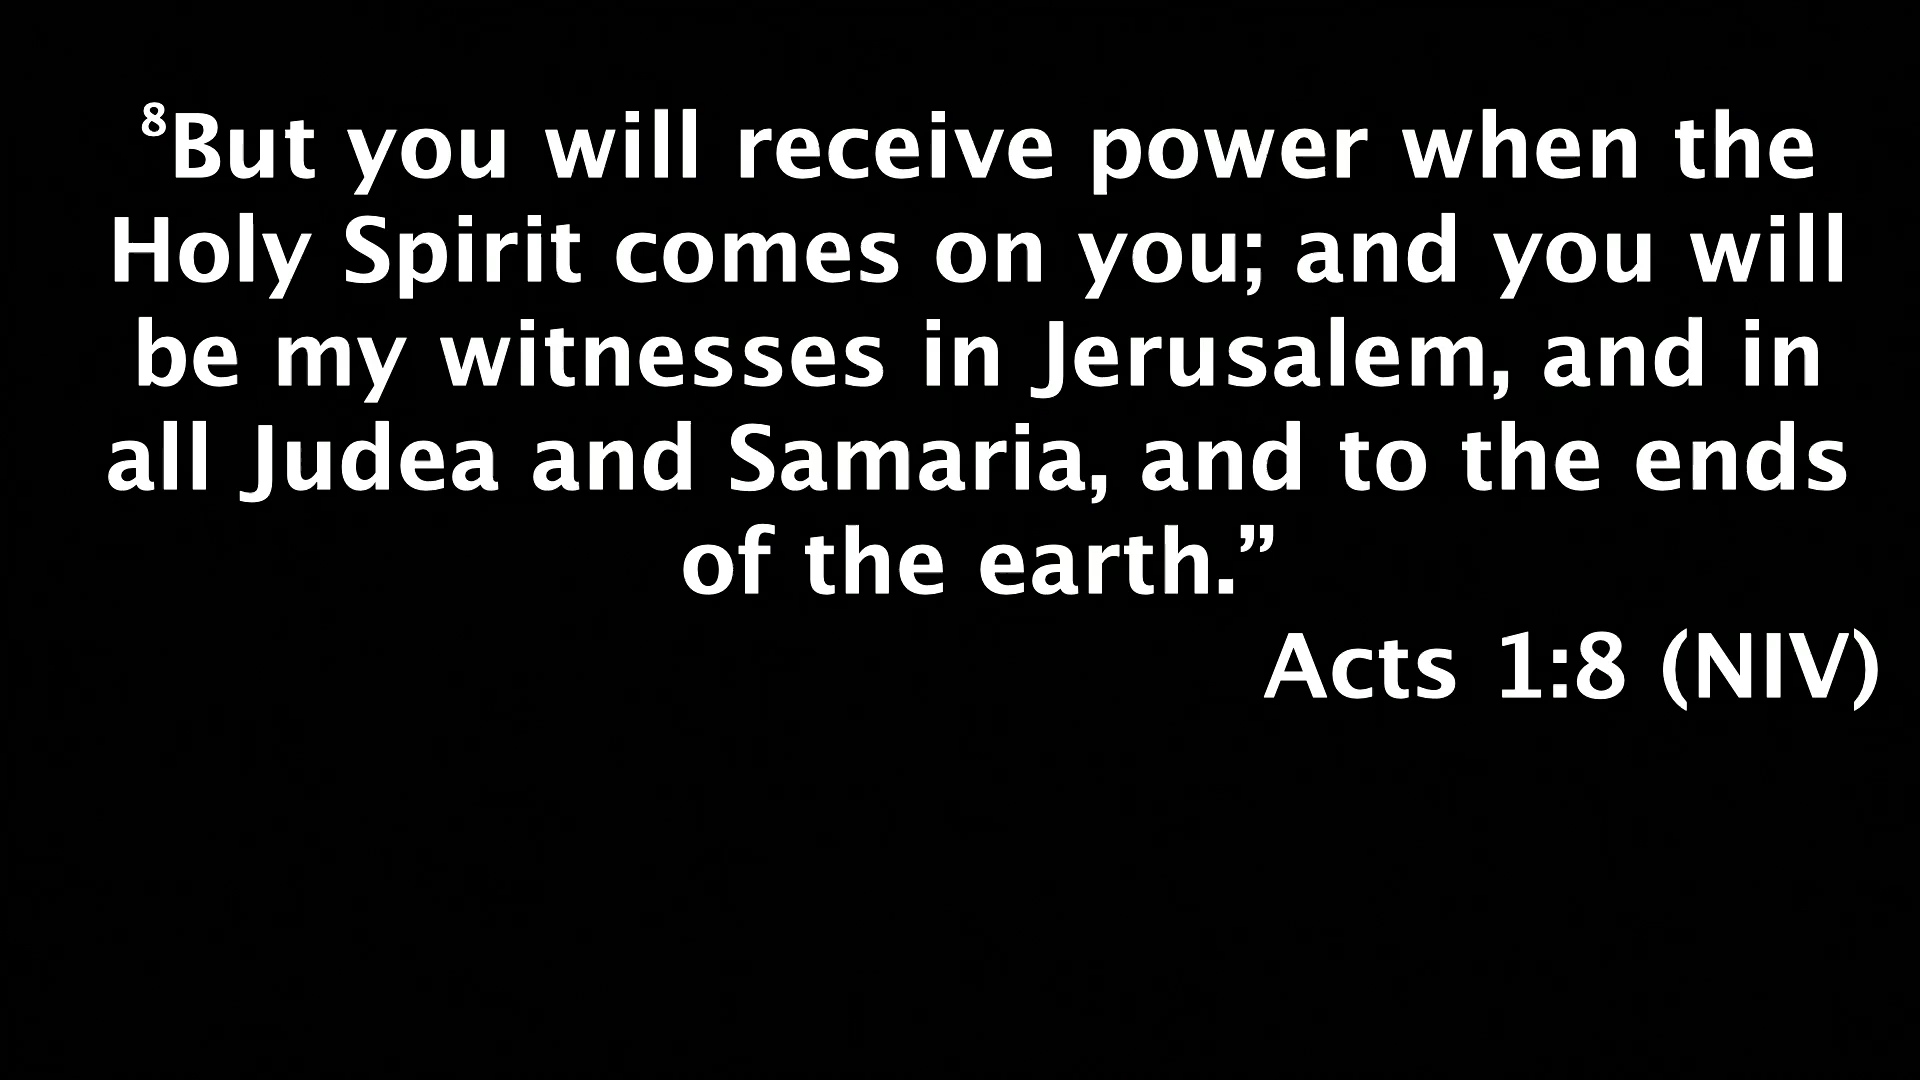 ⁸But you will receive power when the
Holy Spirit comes on you; and you will
be my witnesses in Jerusalem, and in
all Judea and Samaria, and to the ends
of the earth.”
Acts 1:8 (NIV)